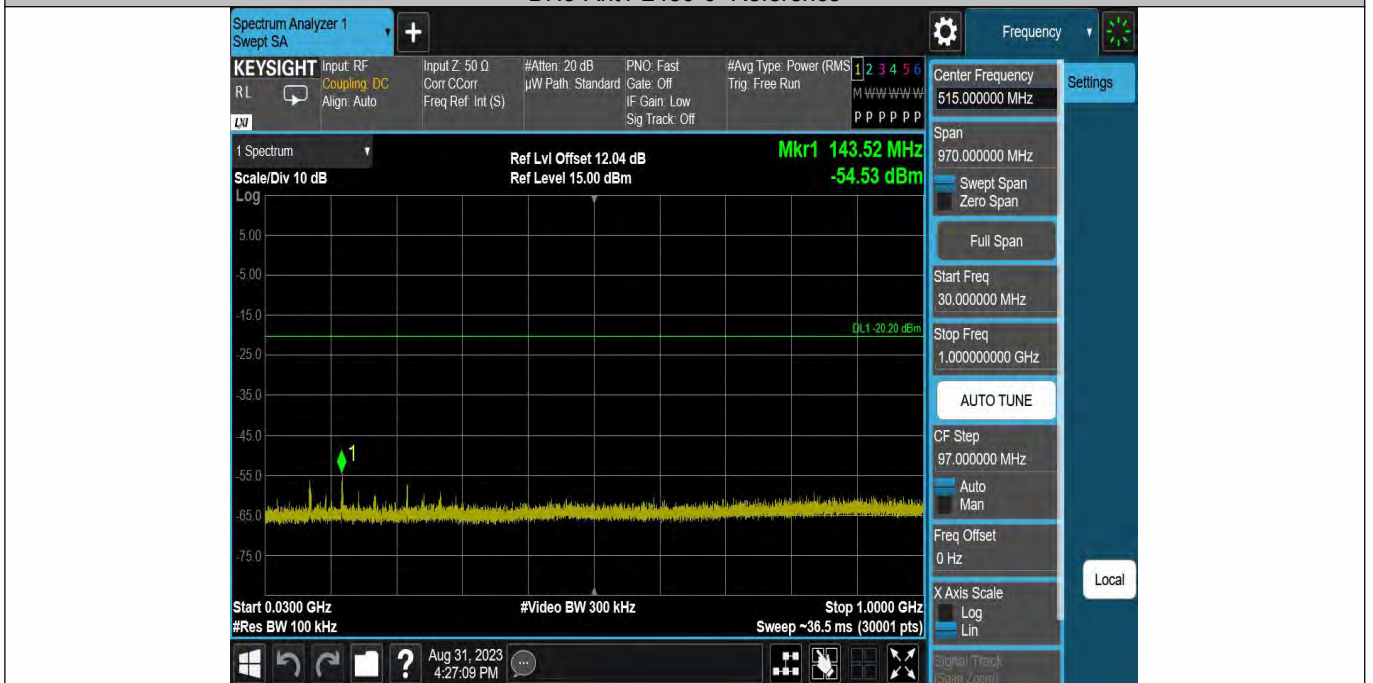 Spectrum Analyzer 1
Swept SA
+
Frequency
KEYSIGHT
RL
LXI
Input: RF
Coupling: DC
Align: Auto
Input Z: 50 Ω
Corr CCorr
Freq Ref: Int (S)
#Atten: 20 dB
µW Path: Standard
PNO: Fast
Gate: Off
IF Gain: Low
Sig Track: Off
#Avg Type: Power (RMS
Trig: Free Run
1 2 3 4 5 6
M W W W W W
P P P P P P
1 Spectrum
Scale/Div 10 dB
Ref Lvl Offset 12.04 dB
Ref Level 15.00 dBm
Mkr1 143.52 MHz
-54.53 dBm
Log
5.00
-5.00
-15.0
DL1 -20.20 dBm
-25.0
-35.0
-45.0
1
-55.0
-65.0
-75.0
Start 0.0300 GHz
#Res BW 100 kHz
#Video BW 300 kHz
Stop 1.0000 GHz
Sweep ~36.5 ms (30001 pts)
?
Aug 31, 2023
4:27:09 PM
Settings
Center Frequency
515.000000 MHz
Span
970.000000 MHz
Swept Span
Zero Span
Full Span
Start Freq
30.000000 MHz
Stop Freq
1.000000000 GHz
AUTO TUNE
CF Step
97.000000 MHz
Auto
Man
Freq Offset
0 Hz
X Axis Scale
Log
Lin
Signal Track
(Span Zoom)
Local